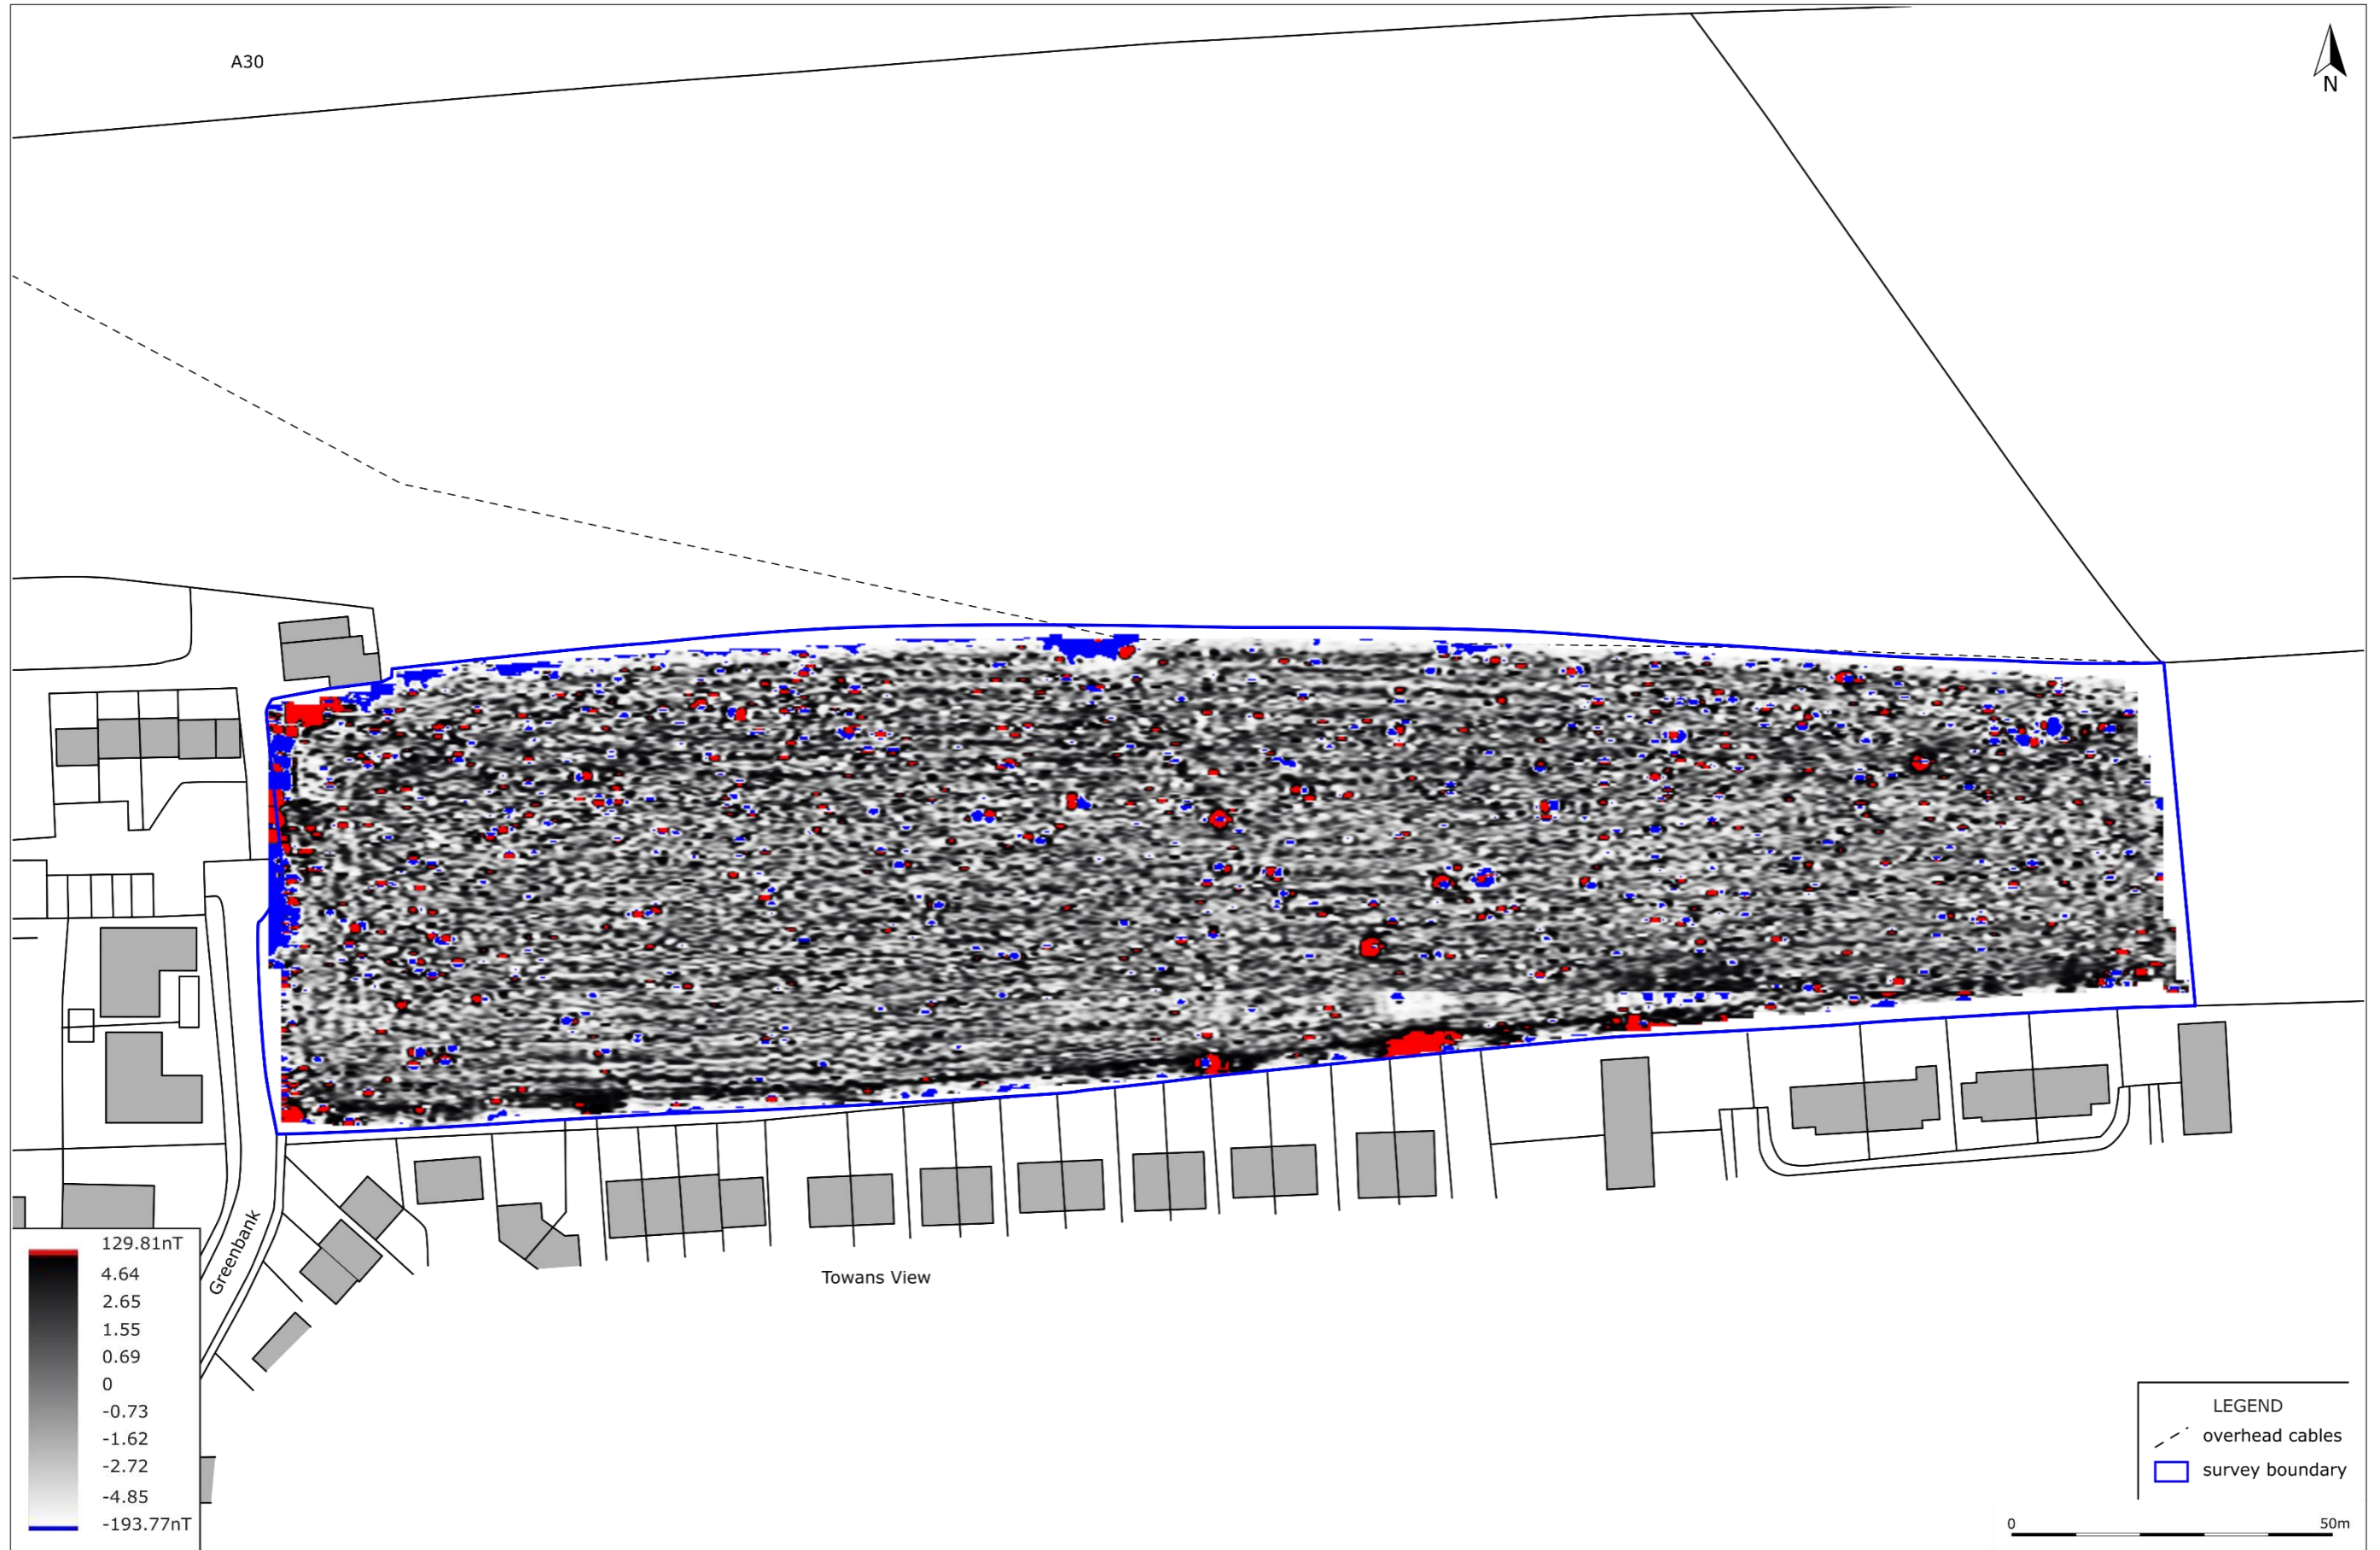 A30
N
Greenbank
Towans View
129.81nT
4.64
2.65
1.55
0.69
0
-0.73
-1.62
-2.72
-4.85
-193.77nT
LEGEND
overhead cables
survey boundary
0 50m